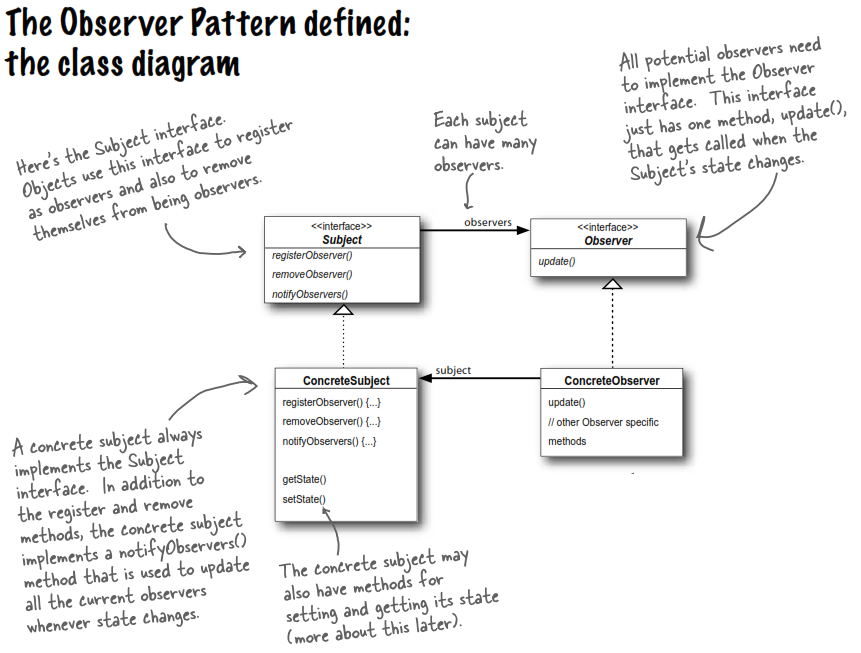 The Observer Pattern defined:
the class diagram
All potential observers need
to implement the Observer
interface. This interface
just has one method, update(),
that gets called when the
Subject's state changes.
Each subject
can have many
observers.
Here's the Subject interface.
Objects use this interface to register
as observers and also to remove
themselves from being observers.
<<interface>>
Subject
registerObserver()
removeObserver()
notifyObservers()
observers
<<interface>>
Observer
update()
ConcreteSubject
registerObserver() {...}
removeObserver() {...}
notifyObservers() {...}
getState()
setState()
subject
ConcreteObserver
update()
// other Observer specific
methods
A concrete subject always
implements the Subject
interface. In addition to
the register and remove
methods, the concrete subject
implements a notifyObservers()
method that is used to update
all the current observers
whenever state changes.
The concrete subject may
also have methods for
setting and getting its state
(more about this later).